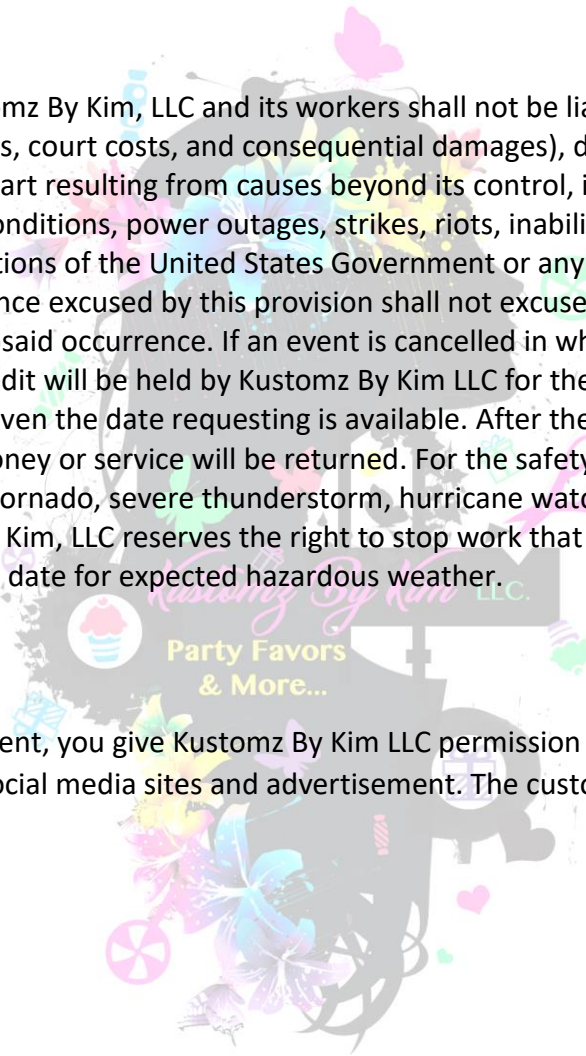 omz By Kim, LLC and its workers shall not be lia
s, court costs, and consequential damages), d
art resulting from causes beyond its control, i
onditions, power outages, strikes, riots, inabili
tions of the United States Government or any
nce excused by this provision shall not excuse
said occurrence. If an event is cancelled in wh
dit will be held by Kustomz By Kim LLC for the
ven the date requesting is available. After the
oney or service will be returned. For the safety
ornado, severe thunderstorm, hurricane watc
Kim, LLC reserves the right to stop work that
date for expected hazardous weather.
Kustomz By Kim LLC.
Party Favors
& More...
ent, you give Kustomz By Kim LLC permission
ocial media sites and advertisement. The custo